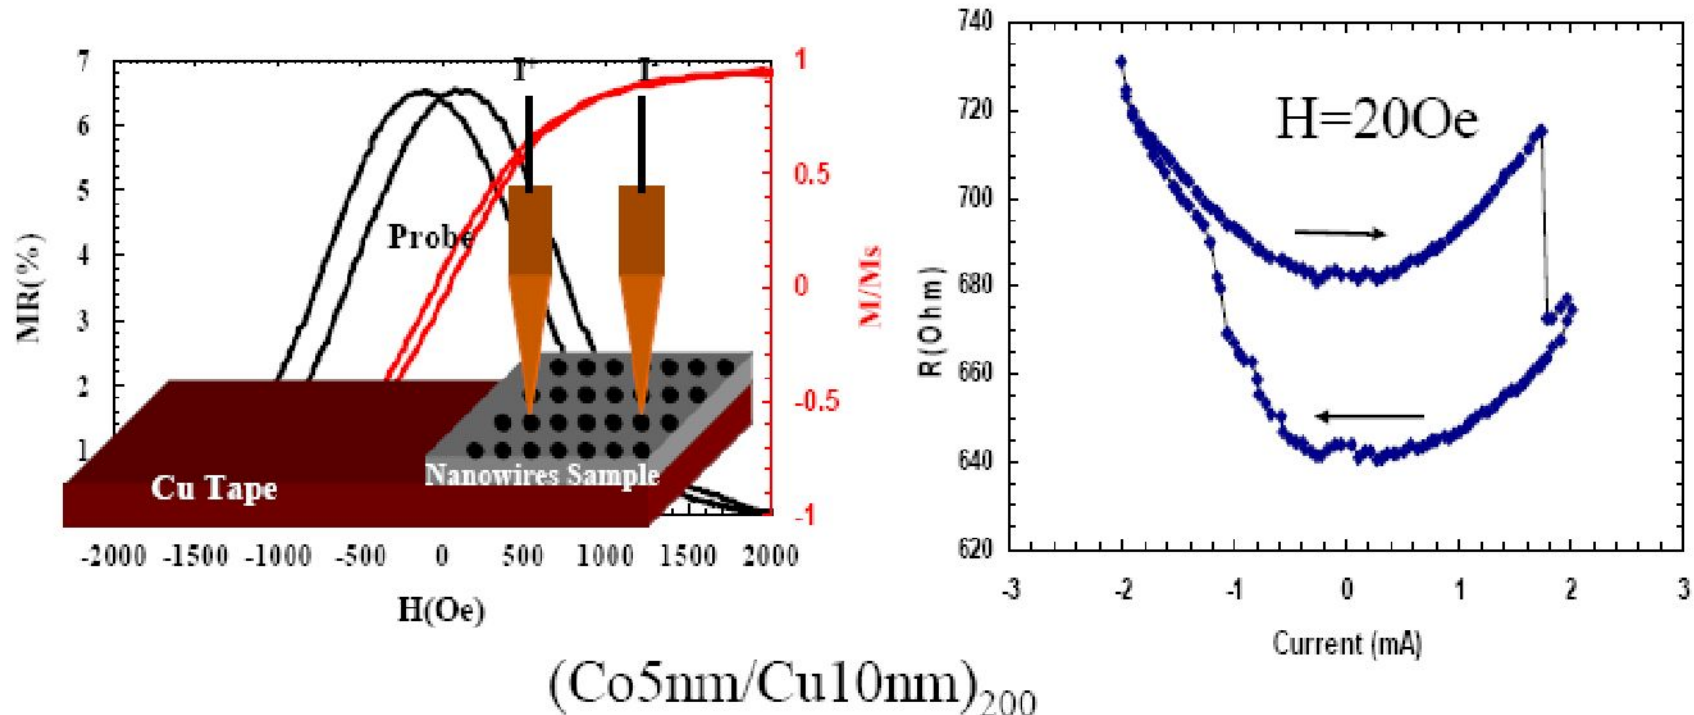 I+ I-
7
6
5
4
3
2
1
MR(%)
Probe
Cu Tape
Nanowires Sample
1
0.5
0
-0.5
-1
M/Ms
-2000 -1500 -1000 -500 0 500 1000 1500 2000
H(Oe)
740
720
700
680
660
640
620
R(Ohm)
H=20Oe
-3 -2 -1 0 1 2 3
Current (mA)
(Co5nm/Cu10nm)200